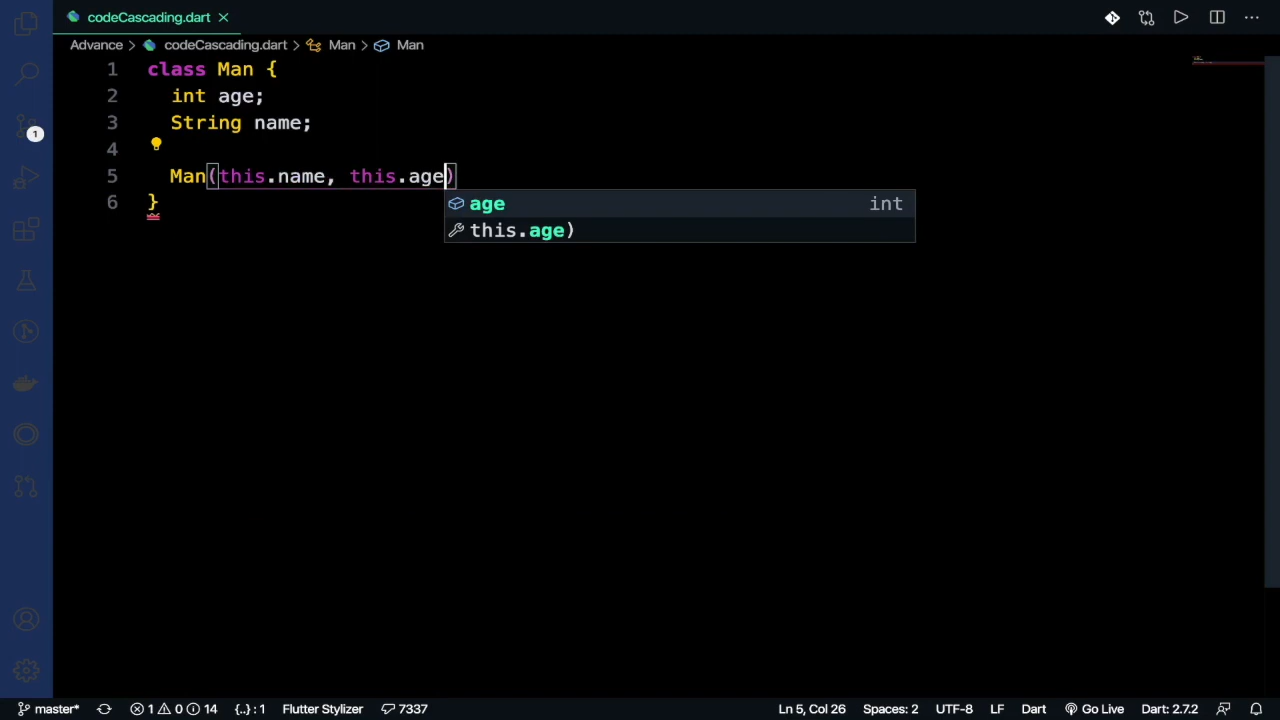 codeCascading.dart
Advance > codeCascading.dart > Man > Man
1 class Man {
2 int age;
3 String name;
4
5 Man(this.name, this.age)
6 }
age int
this.age)
1
master* 1 0 14 {..} : 1 Flutter Stylizer 7337 Ln 5, Col 26 Spaces: 2 UTF-8 LF Dart Go Live Dart: 2.7.2